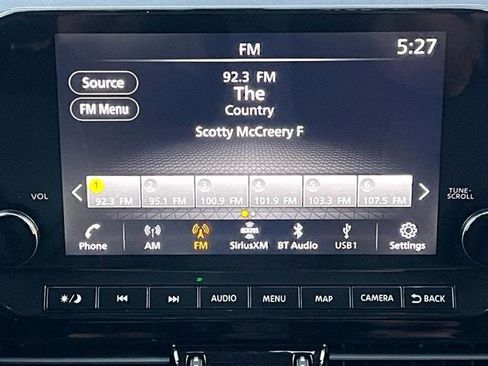 FM 5:27
Source
92.3 FM
The
FM Menu
Country
Scotty McCreery F
1 2 3 4 5 6
92.3 FM 95.1 FM 100.9 FM 101.9 FM 103.3 FM 107.5 FM
VOL
TUNE-
SCROLL
Phone AM FM SiriusXM BT Audio USB1 Settings
AUDIO MENU MAP CAMERA BACK